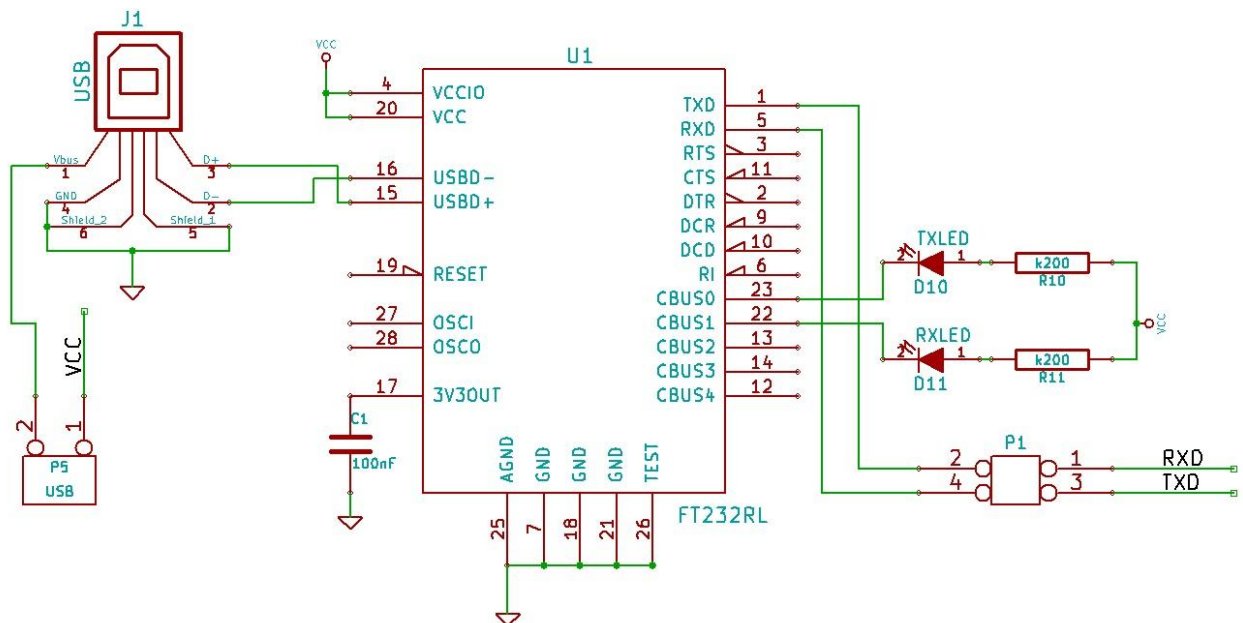 J1
USB
Vbus
1
D+
3
GND
4
D-
2
Shield_2
6
Shield_1
5
VCC
2
1
P5
USB
VCC
U1
4
VCCIO
20
VCC
16
USBD-
15
USBD+
19
RESET
27
OSCI
28
OSCO
17
3V3OUT
C1
100nF
TXD
1
RXD
5
RTS
3
CTS
11
DTR
2
DCR
9
DCD
10
RI
6
CBUS0
23
CBUS1
22
CBUS2
13
CBUS3
14
CBUS4
12
AGND
GND
GND
GND
TEST
25
7
18
21
26
FT232RL
TXLED
2
1
D10
k200
R10
RXLED
2
1
D11
k200
R11
VCC
P1
2
1
RXD
4
3
TXD